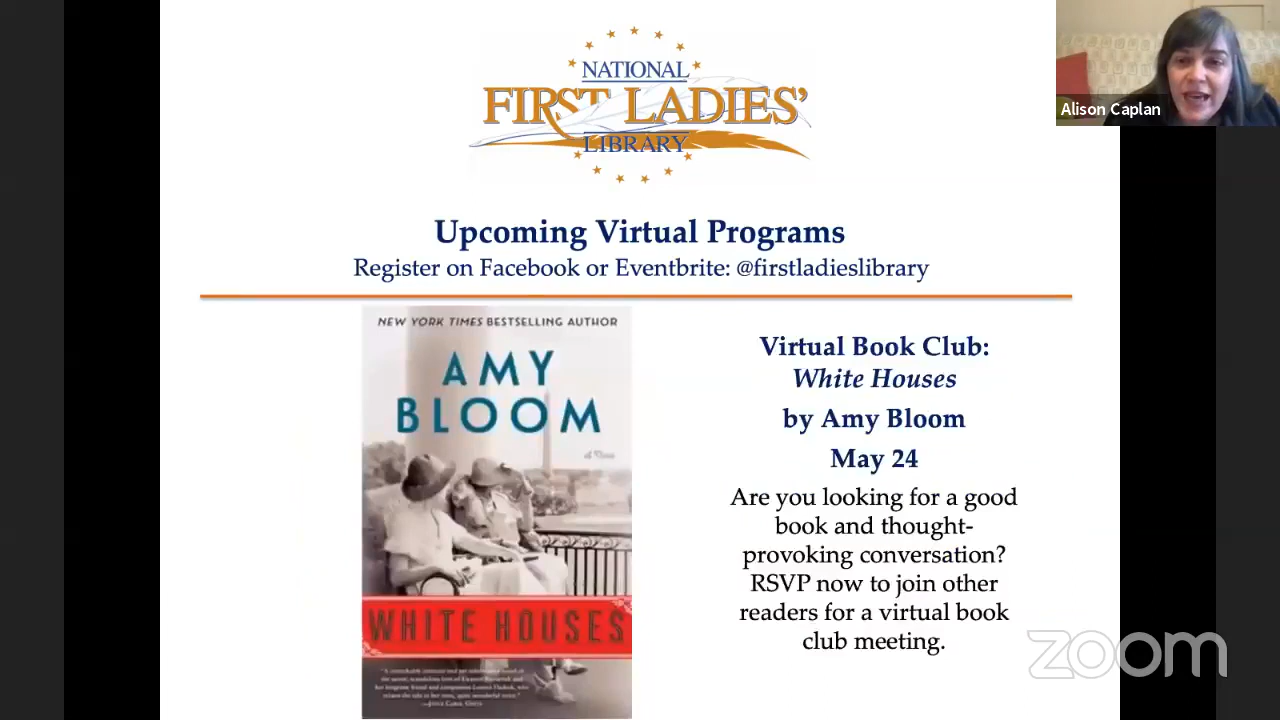 NATIONAL
FIRST LADIES'
LIBRARY
Alison Caplan
Upcoming Virtual Programs
Register on Facebook or Eventbrite: @firstladieslibrary
NEW YORK TIMES BESTSELLING AUTHOR
AMY
BLOOM
WHITE HOUSES
Virtual Book Club:
White Houses
by Amy Bloom
May 24
Are you looking for a good
book and thought-
provoking conversation?
RSVP now to join other
readers for a virtual book
club meeting.
zoom